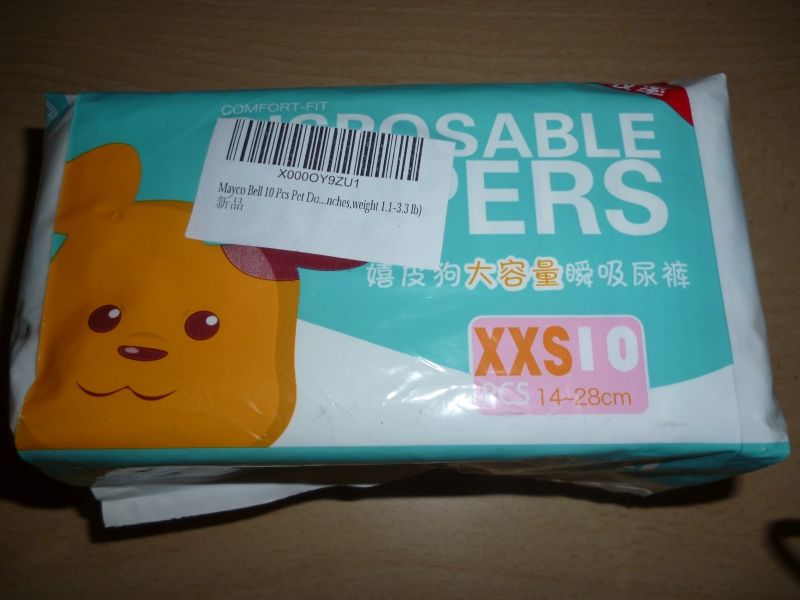 COMFORT-FIT
DISPOSABLE
PERS
X000OY9ZU1
Mayco Bell 10 Pcs Pet Do...nches,weight 1.1-3.3 lb)
新品
嬉皮狗大容量瞬吸尿裤
XXS10
PCS 14~28cm